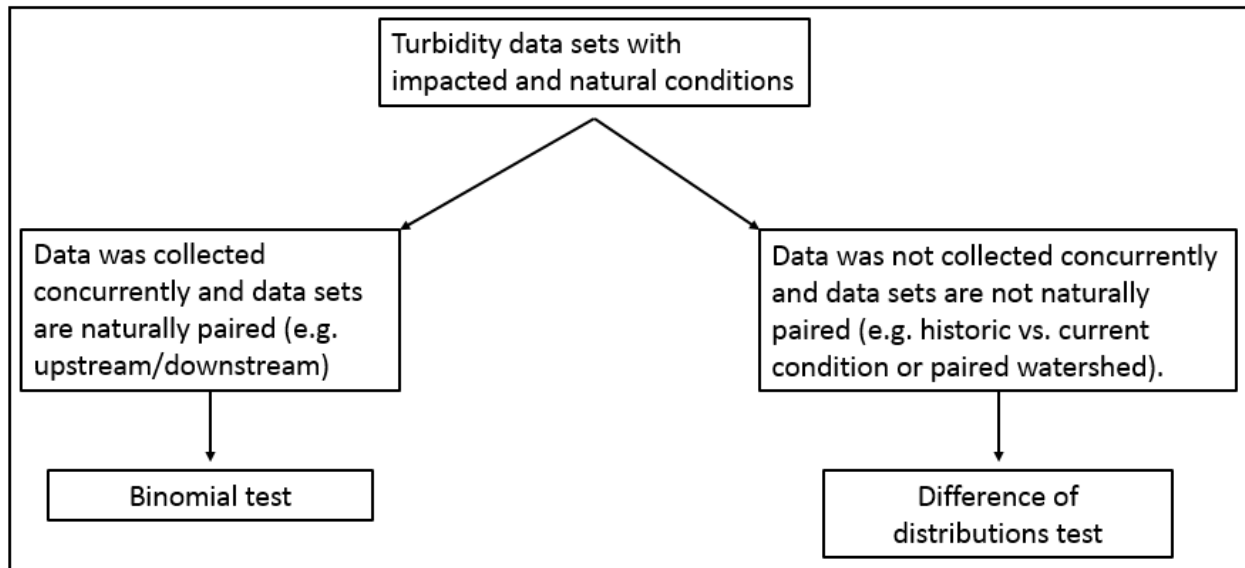 Turbidity data sets with
impacted and natural conditions
Data was collected
concurrently and data sets
are naturally paired (e.g.
upstream/downstream)
Data was not collected concurrently
and data sets are not naturally
paired (e.g. historic vs. current
condition or paired watershed).
Binomial test
Difference of
distributions test